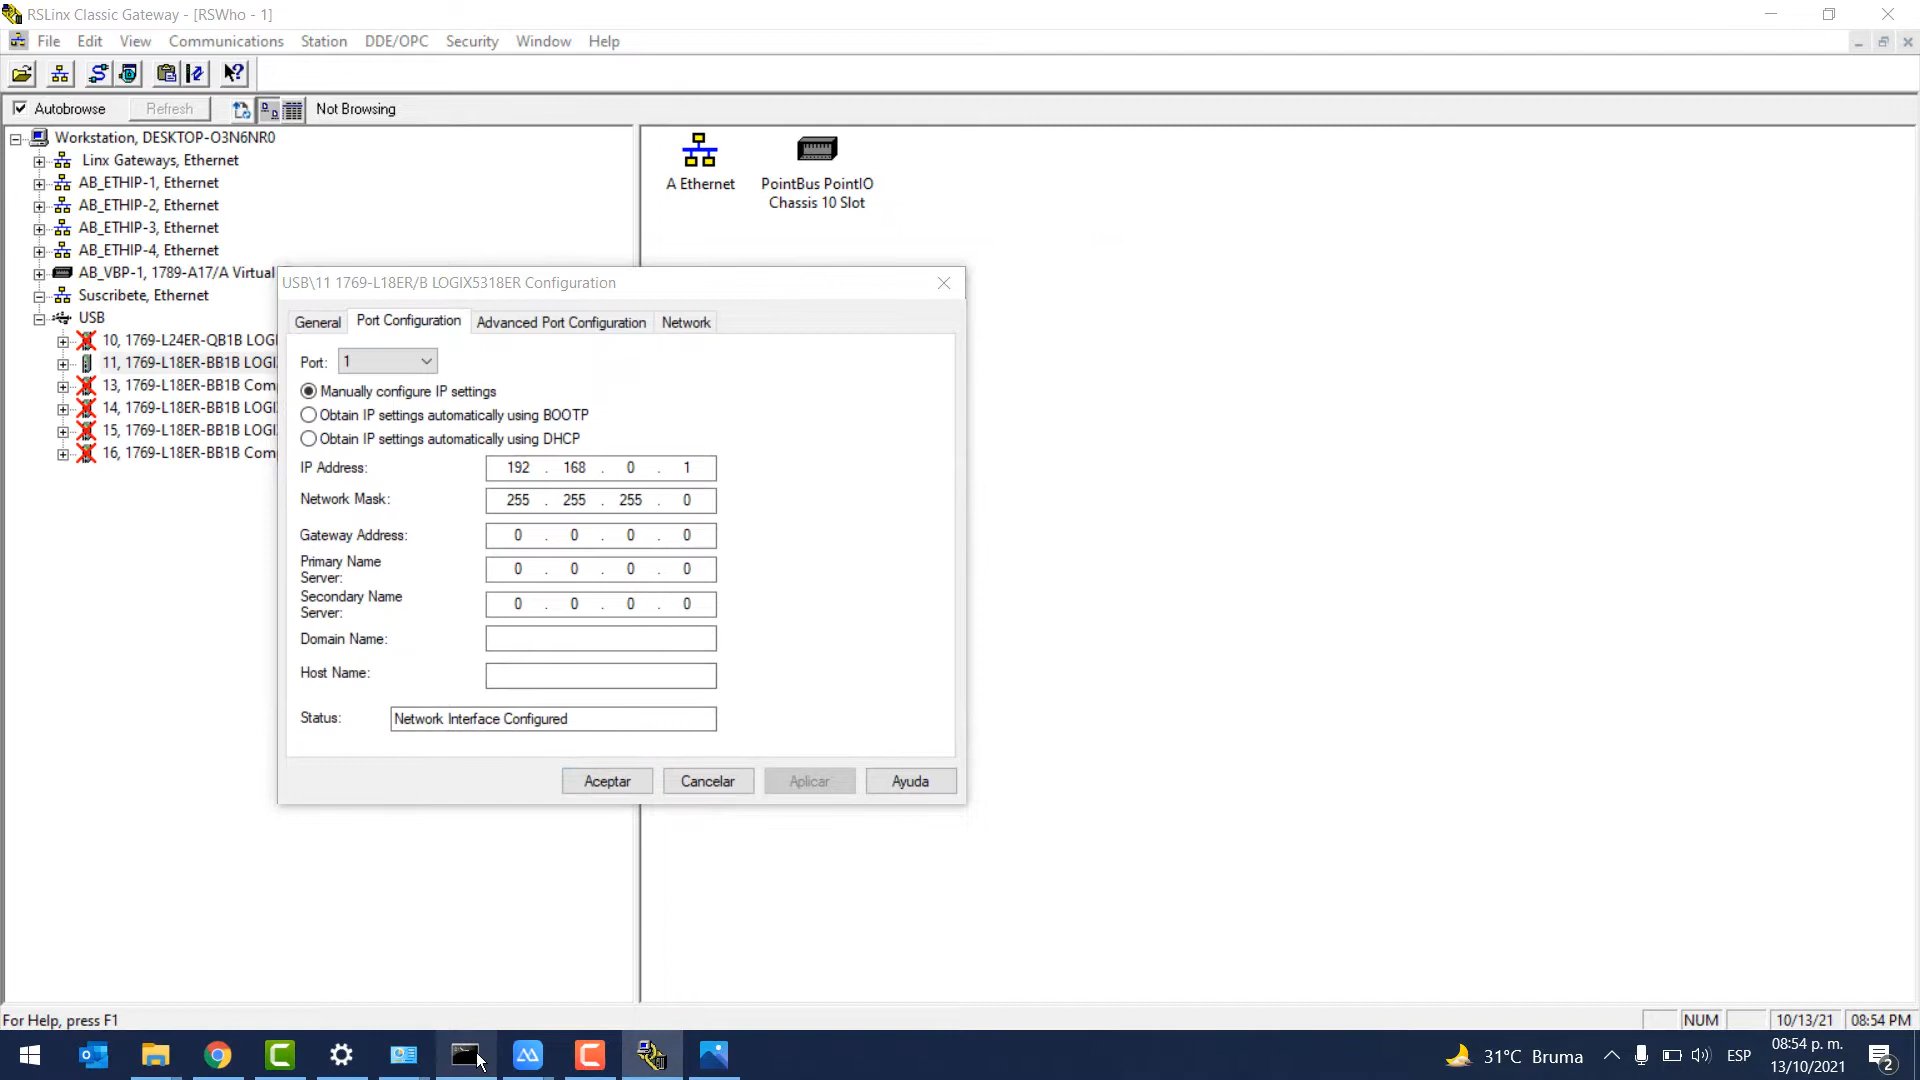 RSLinx Classic Gateway - [RSWho - 1]
File Edit View Communications Station DDE/OPC Security Window Help
Autobrowse Refresh Not Browsing
Workstation, DESKTOP-O3N6NR0
Linx Gateways, Ethernet
AB_ETHIP-1, Ethernet
AB_ETHIP-2, Ethernet
AB_ETHIP-3, Ethernet
AB_ETHIP-4, Ethernet
AB_VBP-1, 1789-A17/A Virtual
Suscribete, Ethernet
USB
10, 1769-L24ER-QB1B LOGI
11, 1769-L18ER-BB1B LOGI
13, 1769-L18ER-BB1B Com
14, 1769-L18ER-BB1B LOGI
15, 1769-L18ER-BB1B LOGI
16, 1769-L18ER-BB1B Com
A Ethernet
PointBus PointIO
Chassis 10 Slot
USB\11 1769-L18ER/B LOGIX5318ER Configuration
General Port Configuration Advanced Port Configuration Network
Port: 1
Manually configure IP settings
Obtain IP settings automatically using BOOTP
Obtain IP settings automatically using DHCP
IP Address: 192 . 168 . 0 . 1
Network Mask: 255 . 255 . 255 . 0
Gateway Address: 0 . 0 . 0 . 0
Primary Name
Server: 0 . 0 . 0 . 0
Secondary Name
Server: 0 . 0 . 0 . 0
Domain Name:
Host Name:
Status: Network Interface Configured
Aceptar Cancelar Aplicar Ayuda
For Help, press F1
NUM 10/13/21 08:54 PM
31°C Bruma ESP 08:54 p. m.
13/10/2021
2